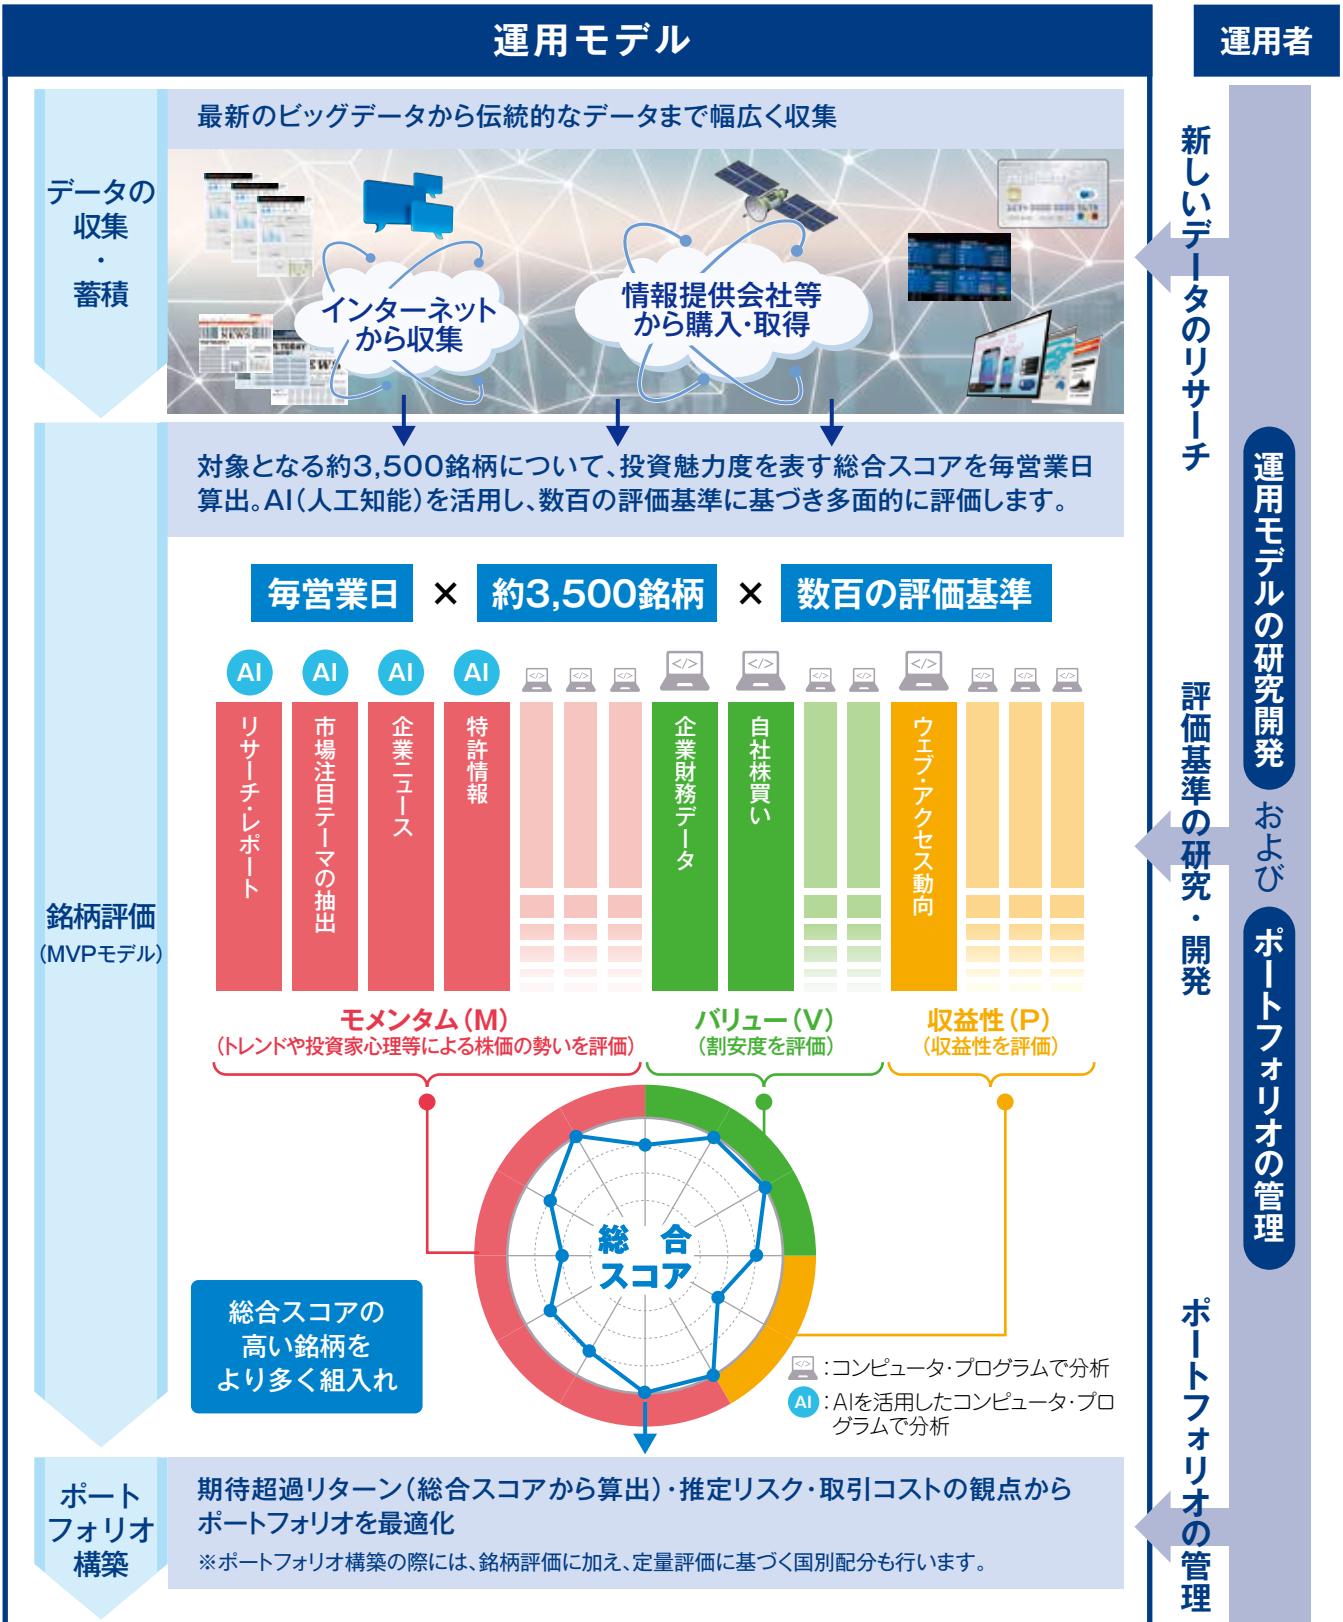 運用モデル
運用者
最新のビッグデータから伝統的なデータまで幅広く収集
データの
収集
・
蓄積
インターネット
から収集
情報提供会社等
から購入・取得
NEWS
新しいデータのリサーチ
対象となる約3,500銘柄について、投資魅力度を表す総合スコアを毎営業日
算出。AI(人工知能)を活用し、数百の評価基準に基づき多面的に評価します。
毎営業日 × 約3,500銘柄 × 数百の評価基準
AI
AI
AI
AI
リサーチ・レポート
市場注目テーマの抽出
企業ニュース
特許情報
企業財務データ
自社株買い
ウェブ・アクセス動向
銘柄評価
(MVPモデル)
モメンタム(M)
(トレンドや投資家心理等による株価の勢いを評価)
バリュー(V)
(割安度を評価)
収益性(P)
(収益性を評価)
総合
スコア
総合スコアの
高い銘柄を
より多く組入れ
:コンピュータ・プログラムで分析
AI:AIを活用したコンピュータ・プロ
グラムで分析
評価基準の研究・開発
運用モデルの研究開発
および
ポートフォリオの管理
ポート
フォリオ
構築
期待超過リターン(総合スコアから算出)・推定リスク・取引コストの観点から
ポートフォリオを最適化
※ポートフォリオ構築の際には、銘柄評価に加え、定量評価に基づく国別配分も行います。
ポートフォリオの管理